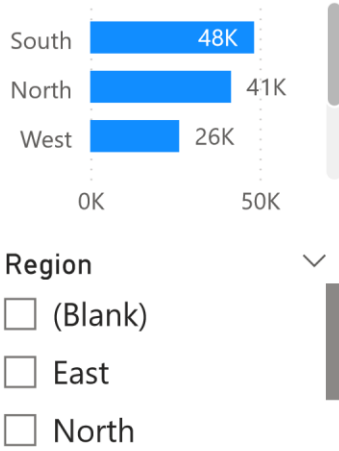 South 48K
North 41K
West 26K
0K 50K
Region
(Blank)
East
North